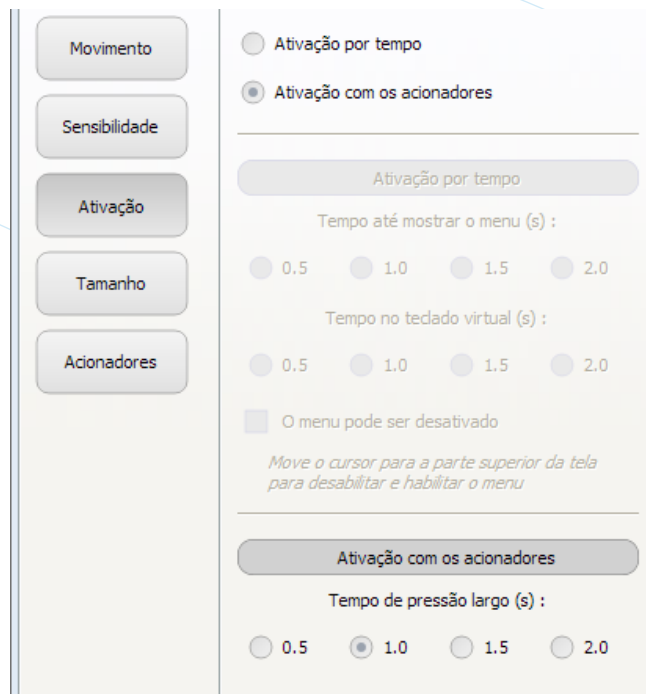 Movimento
Sensibilidade
Ativação
Tamanho
Acionadores
Ativação por tempo
Ativação com os acionadores
Ativação por tempo
Tempo até mostrar o menu (s) :
0.5 1.0 1.5 2.0
Tempo no teclado virtual (s) :
0.5 1.0 1.5 2.0
O menu pode ser desativado
Move o cursor para a parte superior da tela
para desabilitar e habilitar o menu
Ativação com os acionadores
Tempo de pressão largo (s) :
0.5 1.0 1.5 2.0